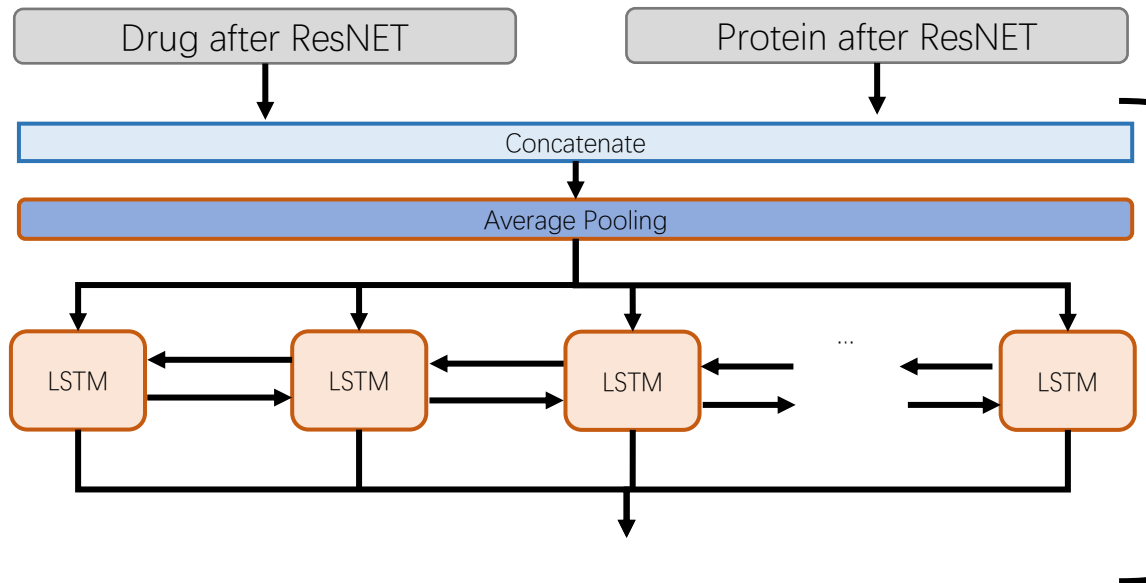 Drug after ResNET
Protein after ResNET
Concatenate
Average Pooling
...
LSTM
LSTM
LSTM
LSTM